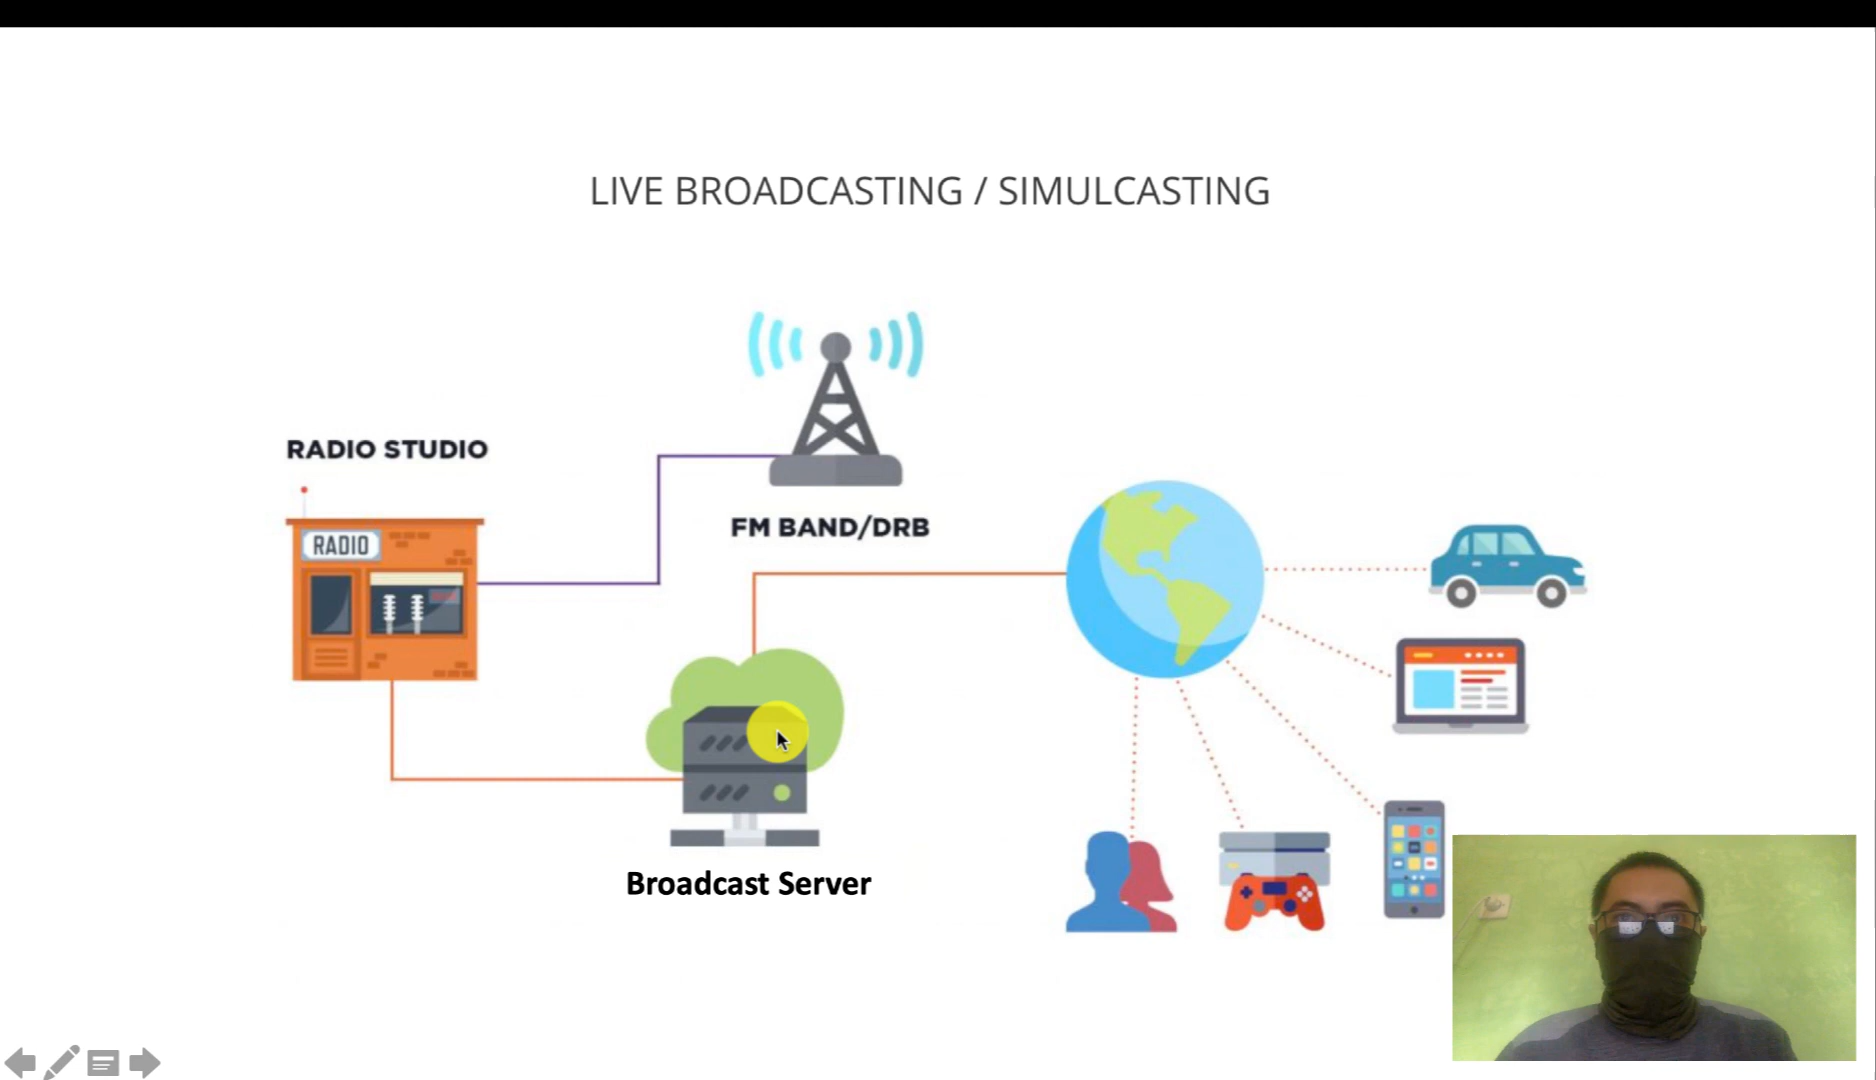 LIVE BROADCASTING / SIMULCASTING
RADIO STUDIO
RADIO
FM BAND/DRB
Broadcast Server